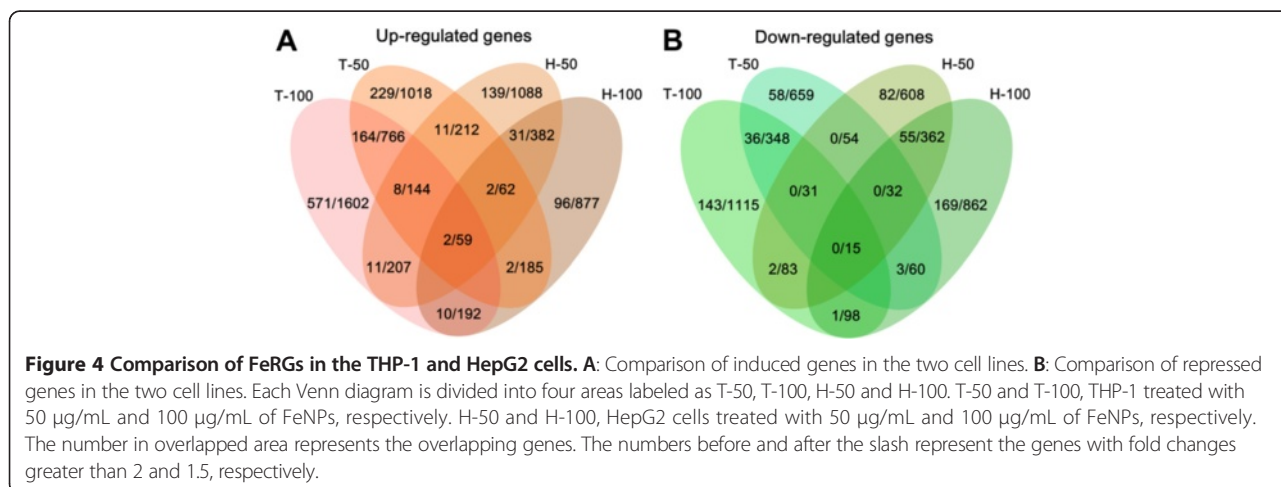 A Up-regulated genes
T-50 H-50
T-100 H-100
229/1018 139/1088
164/766 11/212 31/382
8/144 2/62
571/1602 96/877
2/59
11/207 2/185
10/192
B Down-regulated genes
T-50 H-50
T-100 H-100
58/659 82/608
36/348 0/54 55/362
0/31 0/32
143/1115 169/862
0/15
2/83 3/60
1/98
Figure 4 Comparison of FeRGs in the THP-1 and HepG2 cells. A: Comparison of induced genes in the two cell lines. B: Comparison of repressed
genes in the two cell lines. Each Venn diagram is divided into four areas labeled as T-50, T-100, H-50 and H-100. T-50 and T-100, THP-1 treated with
50 μg/mL and 100 μg/mL of FeNPs, respectively. H-50 and H-100, HepG2 cells treated with 50 μg/mL and 100 μg/mL of FeNPs, respectively.
The number in overlapped area represents the overlapping genes. The numbers before and after the slash represent the genes with fold changes
greater than 2 and 1.5, respectively.